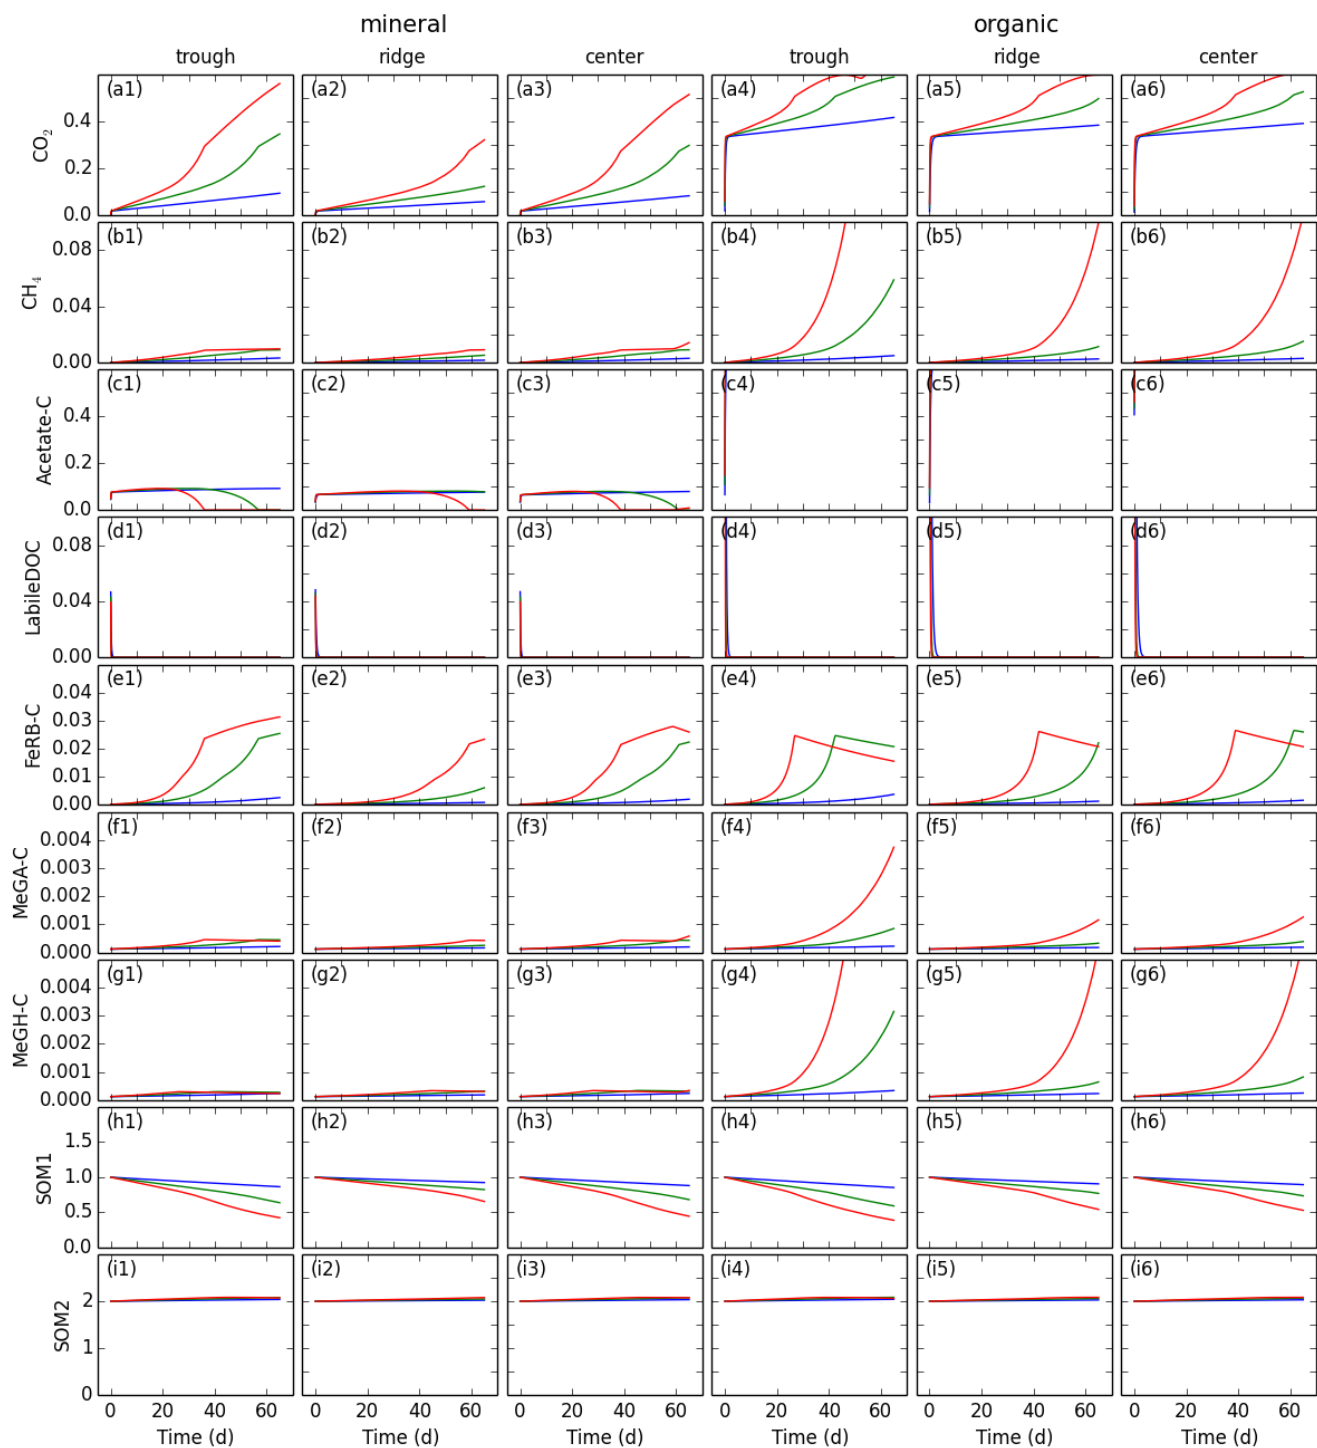 mineral organic
trough ridge center trough ridge center
CO₂ 0.4 0.2 0.0 (a1) (a2) (a3) (a4) (a5) (a6)
CH₄ 0.08 0.04 0.00 (b1) (b2) (b3) (b4) (b5) (b6)
Acetate-C 0.4 0.2 0.0 (c1) (c2) (c3) (c4) (c5) (c6)
LabileDOC 0.08 0.04 0.00 (d1) (d2) (d3) (d4) (d5) (d6)
FeRB-C 0.04 0.03 0.02 0.01 0.00 (e1) (e2) (e3) (e4) (e5) (e6)
MeGA-C 0.004 0.003 0.002 0.001 0.000 (f1) (f2) (f3) (f4) (f5) (f6)
MeGH-C 0.004 0.003 0.002 0.001 0.000 (g1) (g2) (g3) (g4) (g5) (g6)
SOM1 1.5 1.0 0.5 0.0 (h1) (h2) (h3) (h4) (h5) (h6)
SOM2 2 1 0 (i1) (i2) (i3) (i4) (i5) (i6)
0 20 40 60 0 20 40 60 0 20 40 60 0 20 40 60 0 20 40 60 0 20 40 60
Time (d) Time (d) Time (d) Time (d) Time (d) Time (d)